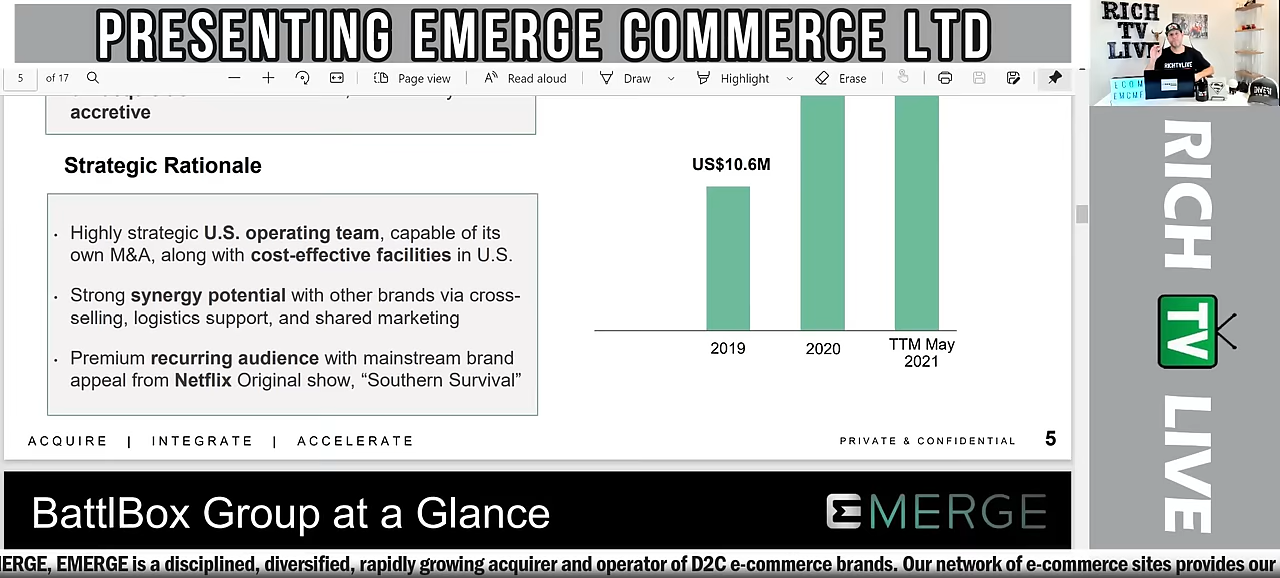 PRESENTING EMERGE COMMERCE LTD
RICH
TV
LIVE
5 of 17
Page view
Read aloud
Draw
Highlight
Erase
RICHTVLIVE
accretive
Strategic Rationale
· Highly strategic U.S. operating team, capable of its
own M&A, along with cost-effective facilities in U.S.
· Strong synergy potential with other brands via cross-
selling, logistics support, and shared marketing
· Premium recurring audience with mainstream brand
appeal from Netflix Original show, “Southern Survival”
US$10.6M
2019
2020
TTM May
2021
ACQUIRE | INTEGRATE | ACCELERATE
PRIVATE & CONFIDENTIAL 5
BattlBox Group at a Glance
EMERGE
RICH
TV
LIVE
MERGE, EMERGE is a disciplined, diversified, rapidly growing acquirer and operator of D2C e-commerce brands. Our network of e-commerce sites provides our